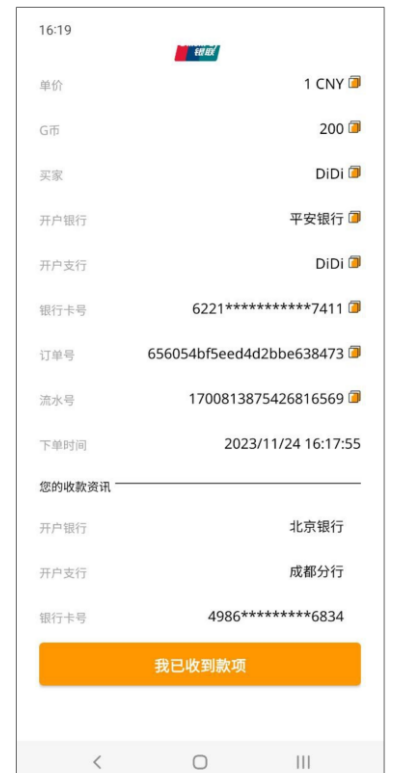 16:19
银联
单价 1 CNY
G币 200
买家 DiDi
开户银行 平安银行
开户支行 DiDi
银行卡号 6221***********7411
订单号 656054bf5eed4d2bbe638473
流水号 1700813875426816569
下单时间 2023/11/24 16:17:55
您的收款资讯
开户银行 北京银行
开户支行 成都分行
银行卡号 4986*********6834
我已收到款项